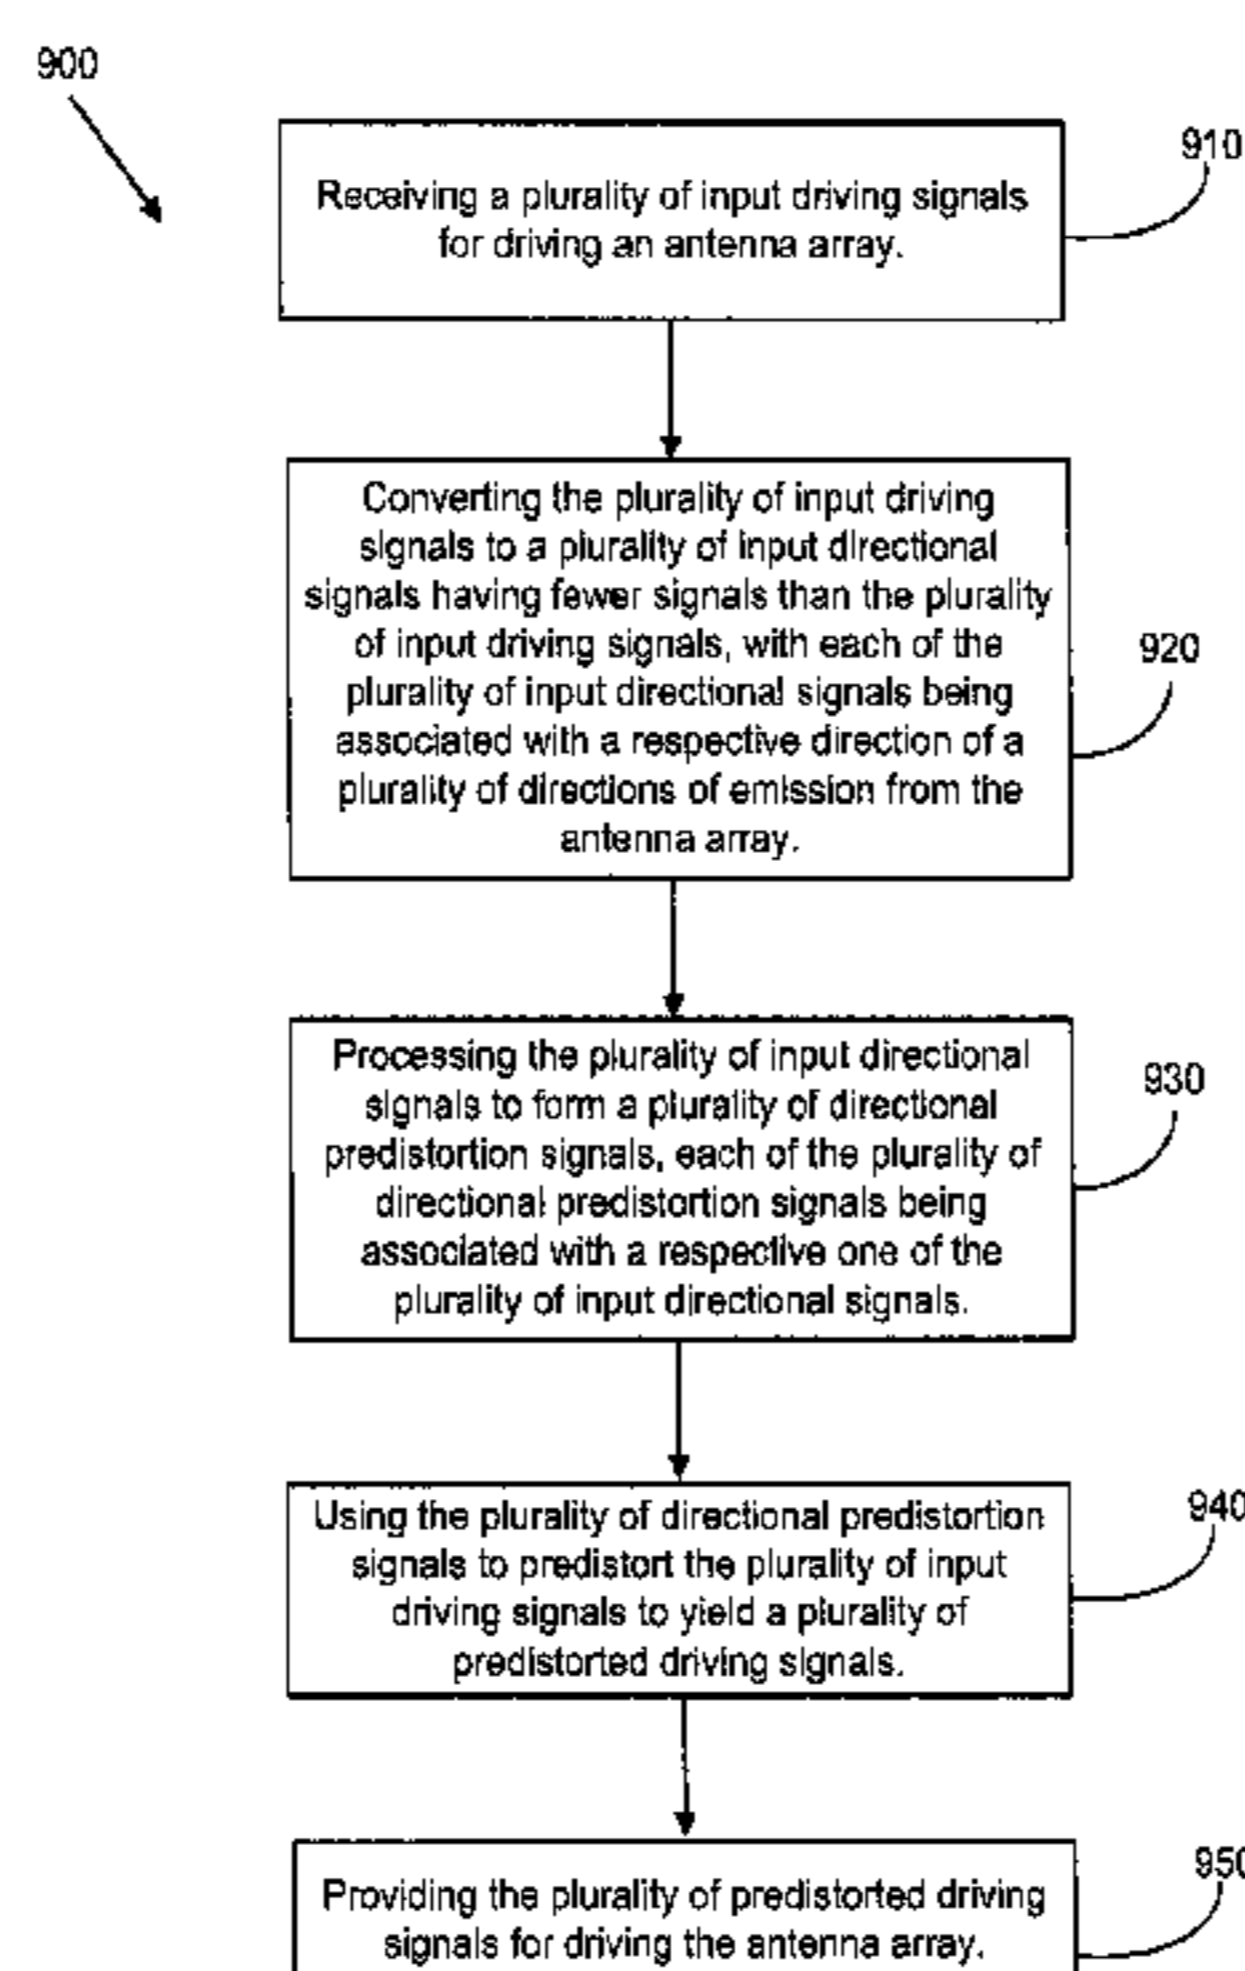 900
910
Receiving a plurality of input driving signals
for driving an antenna array.
Converting the plurality of input driving
signals to a plurality of input directional
signals having fewer signals than the plurality
of input driving signals, with each of the
plurality of input directional signals being
associated with a respective direction of a
plurality of directions of emission from the
antenna array.
920
Processing the plurality of input directional
signals to form a plurality of directional
predistortion signals, each of the plurality of
directional predistortion signals being
associated with a respective one of the
plurality of input directional signals.
930
Using the plurality of directional predistortion
signals to predistort the plurality of input
driving signals to yield a plurality of
predistorted driving signals.
940
Providing the plurality of predistorted driving
signals for driving the antenna array.
950